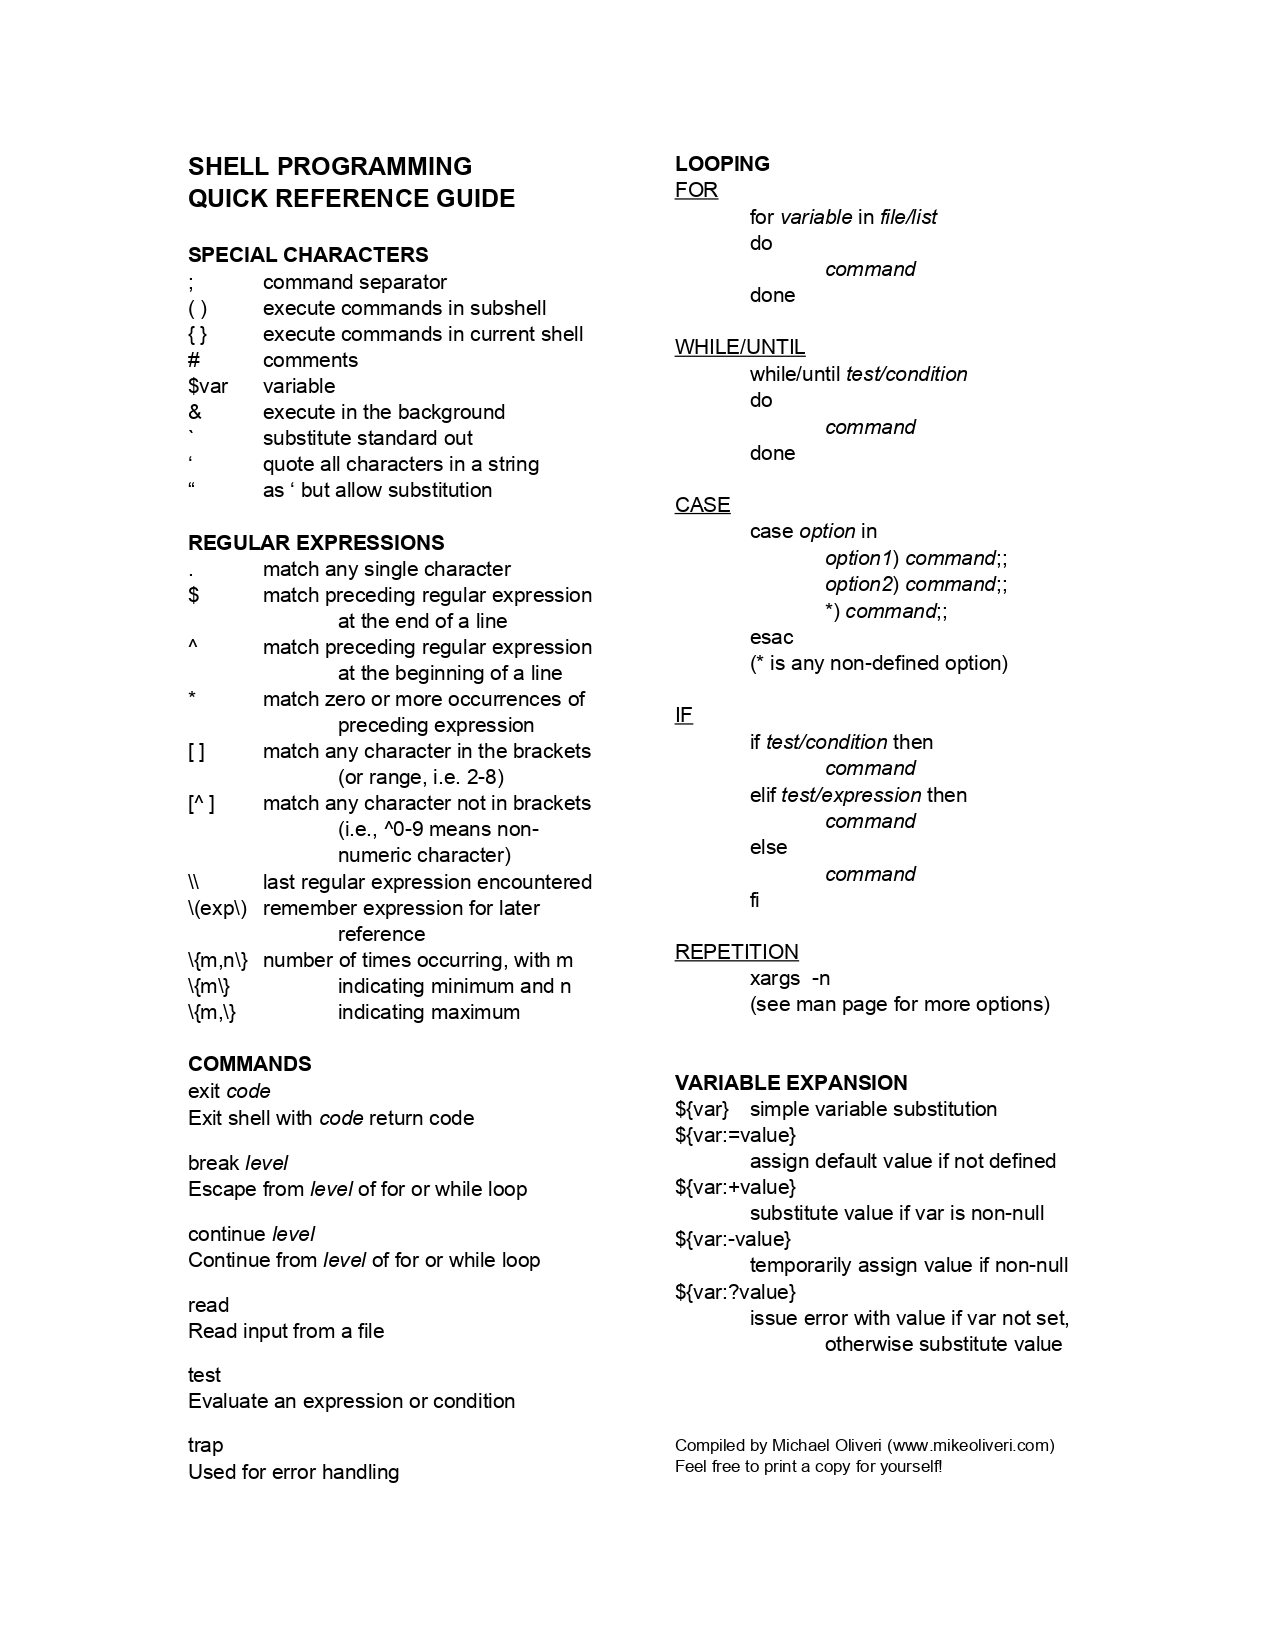 SHELL PROGRAMMING
QUICK REFERENCE GUIDE
SPECIAL CHARACTERS
; command separator
( ) execute commands in subshell
{ } execute commands in current shell
# comments
$var variable
& execute in the background
` substitute standard out
‘ quote all characters in a string
“ as ‘ but allow substitution
REGULAR EXPRESSIONS
. match any single character
$ match preceding regular expression
at the end of a line
^ match preceding regular expression
at the beginning of a line
* match zero or more occurrences of
preceding expression
[ ] match any character in the brackets
(or range, i.e. 2-8)
[^ ] match any character not in brackets
(i.e., ^0-9 means non-
numeric character)
\\ last regular expression encountered
\(exp\) remember expression for later
reference
\{m,n\} number of times occurring, with m
\{m\} indicating minimum and n
\{m,\} indicating maximum
COMMANDS
exit code
Exit shell with code return code
break level
Escape from level of for or while loop
continue level
Continue from level of for or while loop
read
Read input from a file
test
Evaluate an expression or condition
trap
Used for error handling
LOOPING
FOR
for variable in file/list
do
command
done
WHILE/UNTIL
while/until test/condition
do
command
done
CASE
case option in
option1) command;;
option2) command;;
*) command;;
esac
(* is any non-defined option)
IF
if test/condition then
command
elif test/expression then
command
else
command
fi
REPETITION
xargs -n
(see man page for more options)
VARIABLE EXPANSION
${var} simple variable substitution
${var:=value}
assign default value if not defined
${var:+value}
substitute value if var is non-null
${var:-value}
temporarily assign value if non-null
${var:?value}
issue error with value if var not set,
otherwise substitute value
Compiled by Michael Oliveri (www.mikeoliveri.com)
Feel free to print a copy for yourself!